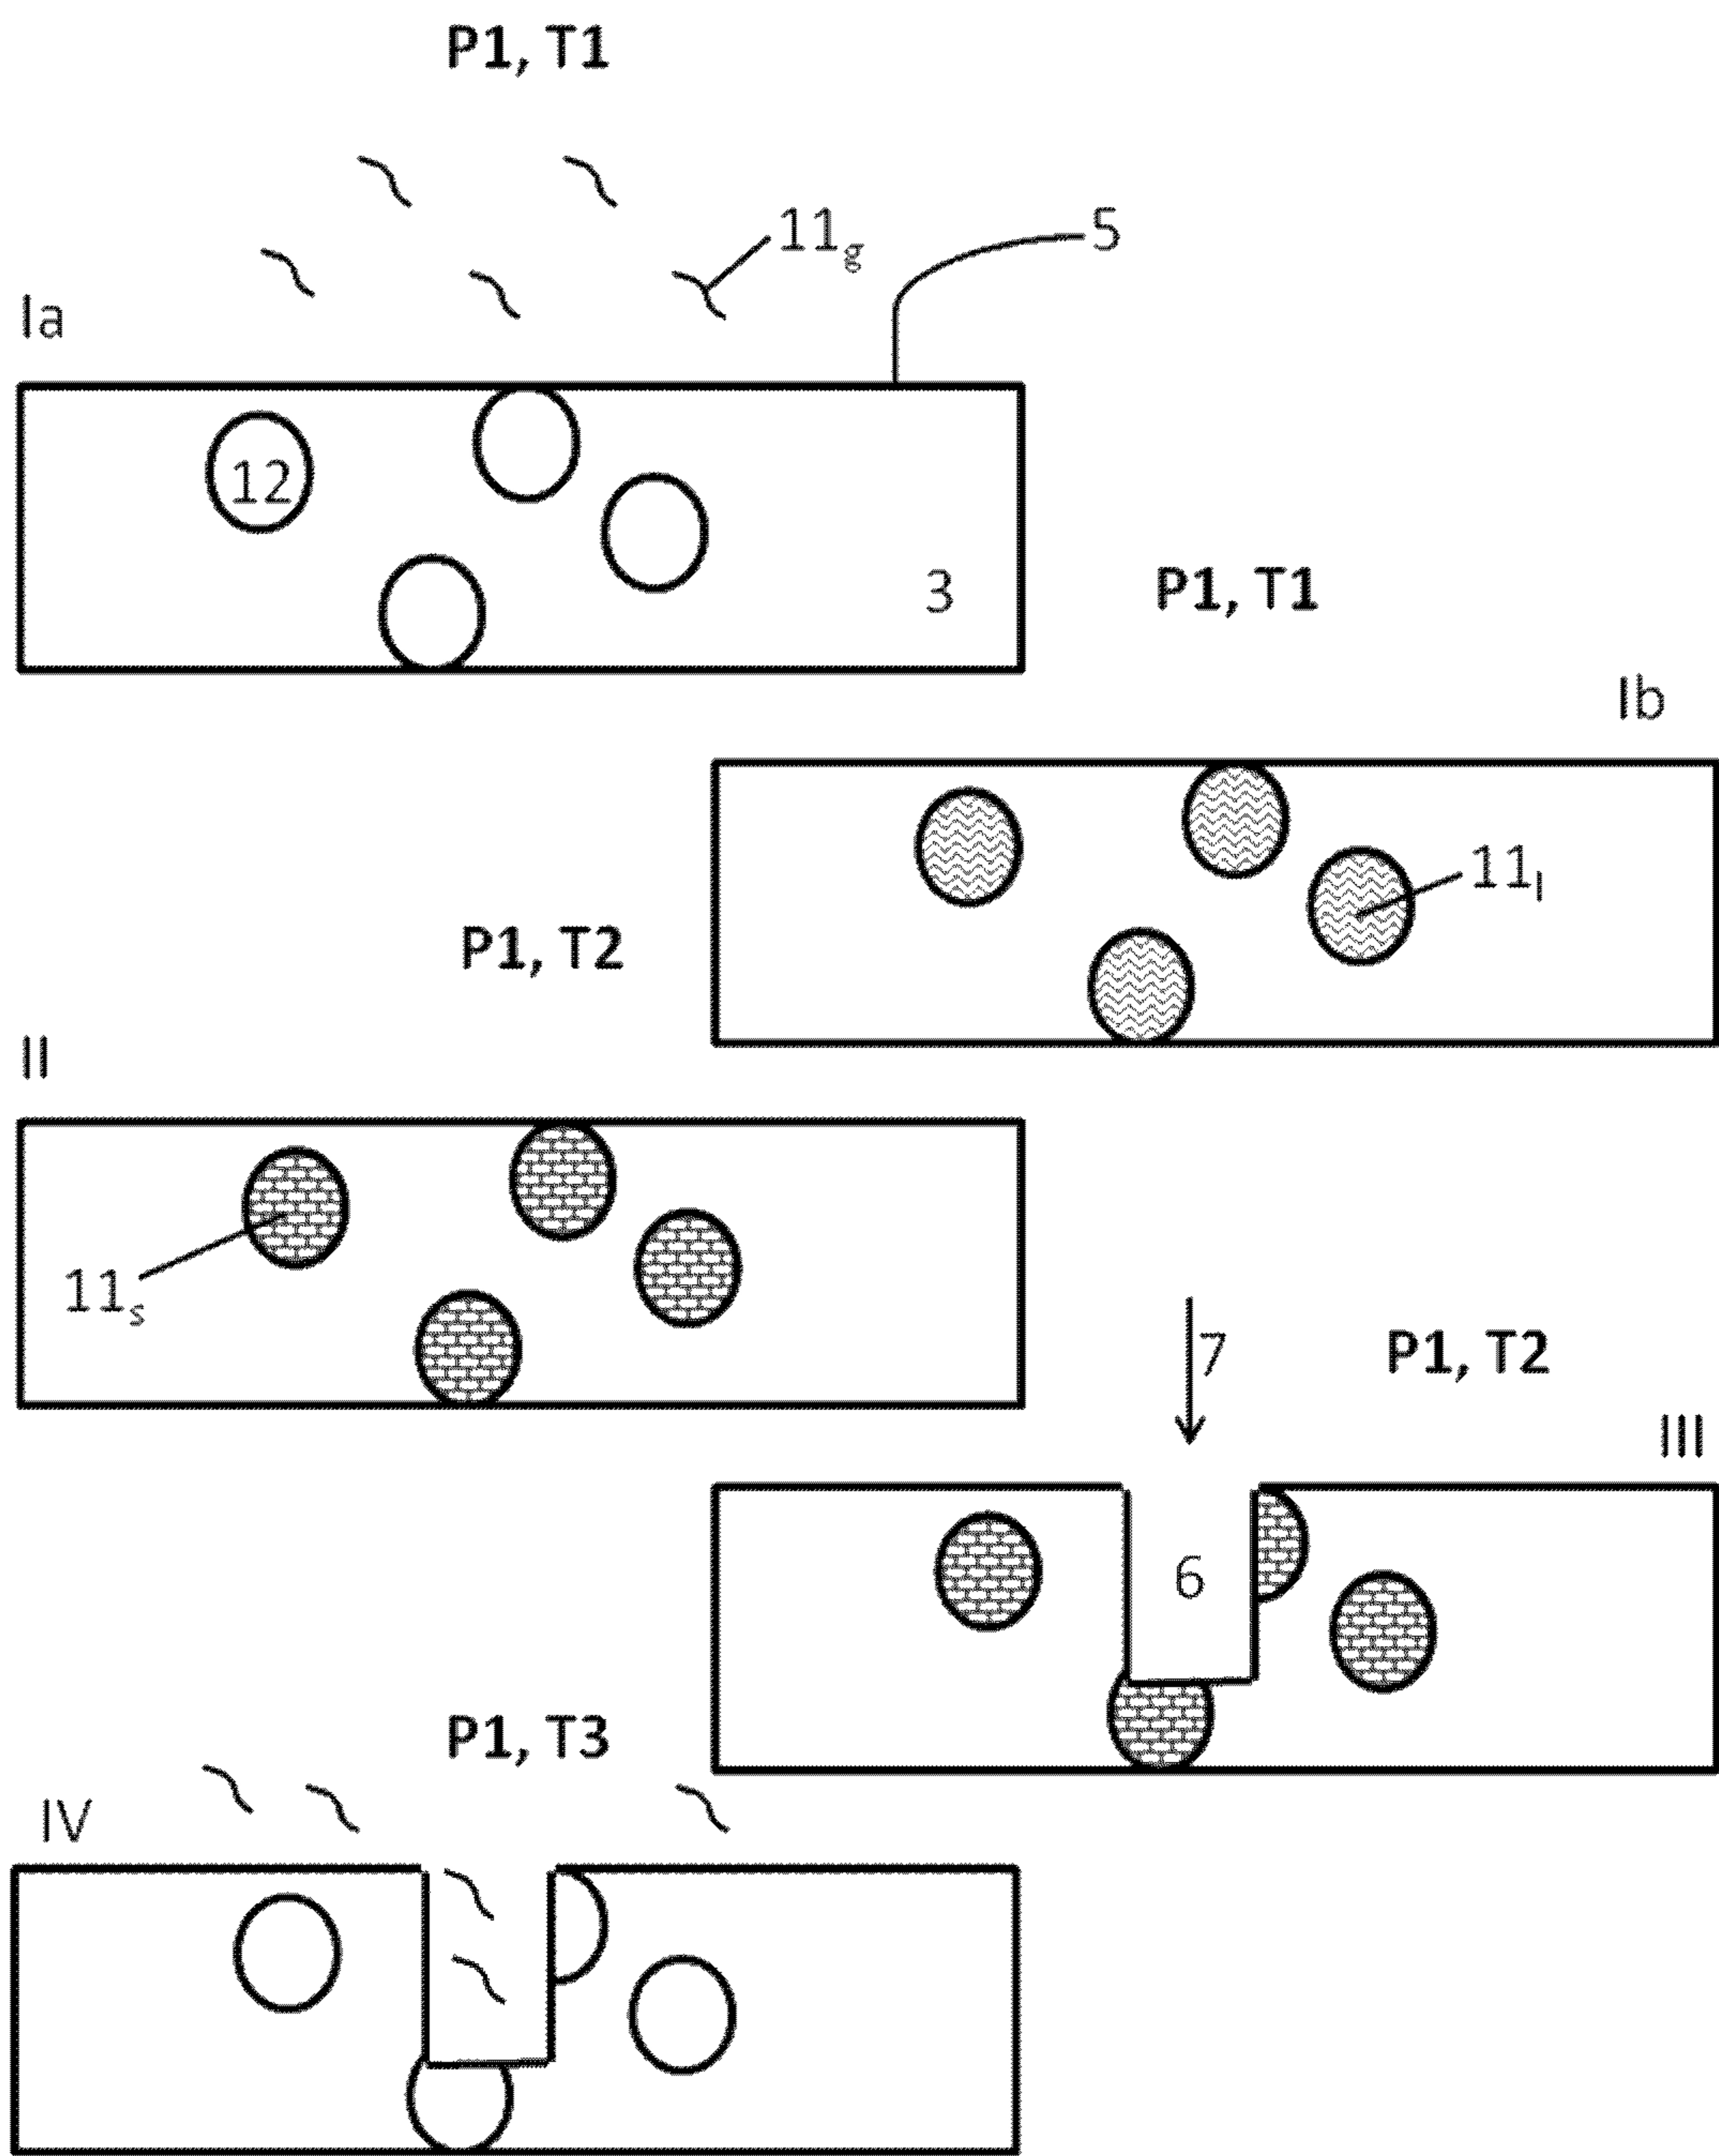 P1, T1
11g
5
Ia
12
3
P1, T1
Ib
11l
P1, T2
II
11s
7
P1, T2
III
6
P1, T3
IV